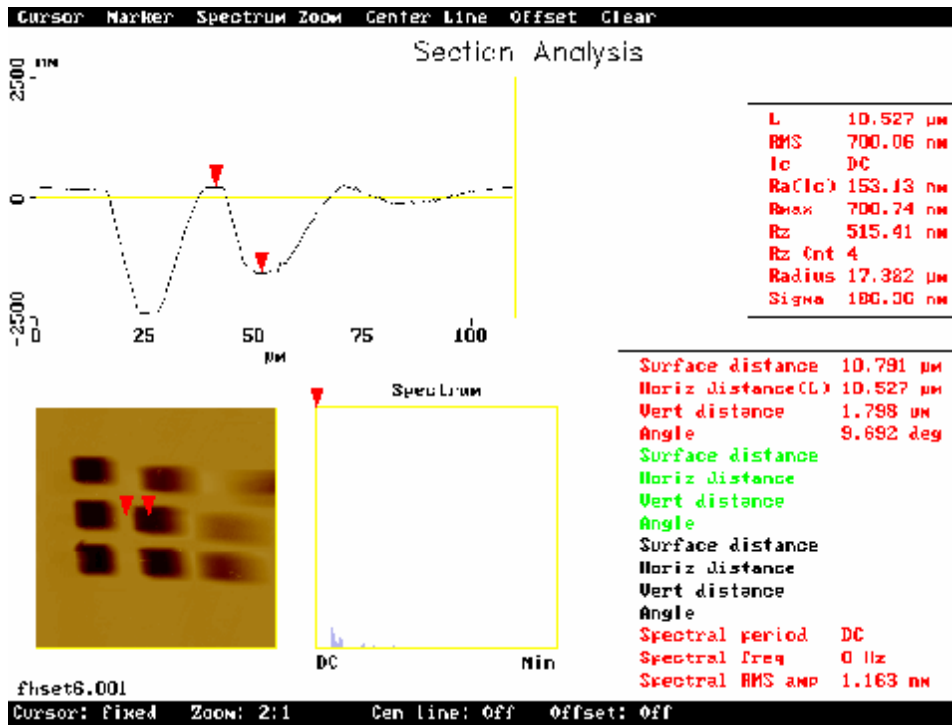 Cursor Marker Spectrum Zoom Center Line Offset Clear
Section Analysis
nM
2500
0
-2500
0 25 50 75 100
µM
L 10.527 µM
RMS 700.06 nM
lc DC
Ra(lc) 153.13 nM
Rmax 700.74 nM
Rz 515.41 nM
Rz Cnt 4
Radius 17.382 µM
Sigma nM
Surface distance 10.791 µM
Horiz distance(L) 10.527 µM
Vert distance 1.798 µM
Angle 9.692 deg
Surface distance
Horiz distance
Vert distance
Angle
Surface distance
Horiz distance
Vert distance
Angle
Spectral period DC
Spectral freq 0 Hz
Spectral RMS amp 1.163 nM
Spectrum
DC Min
fhset6.001
Cursor: fixed Zoom: 2:1 Cen line: Off Offset: Off